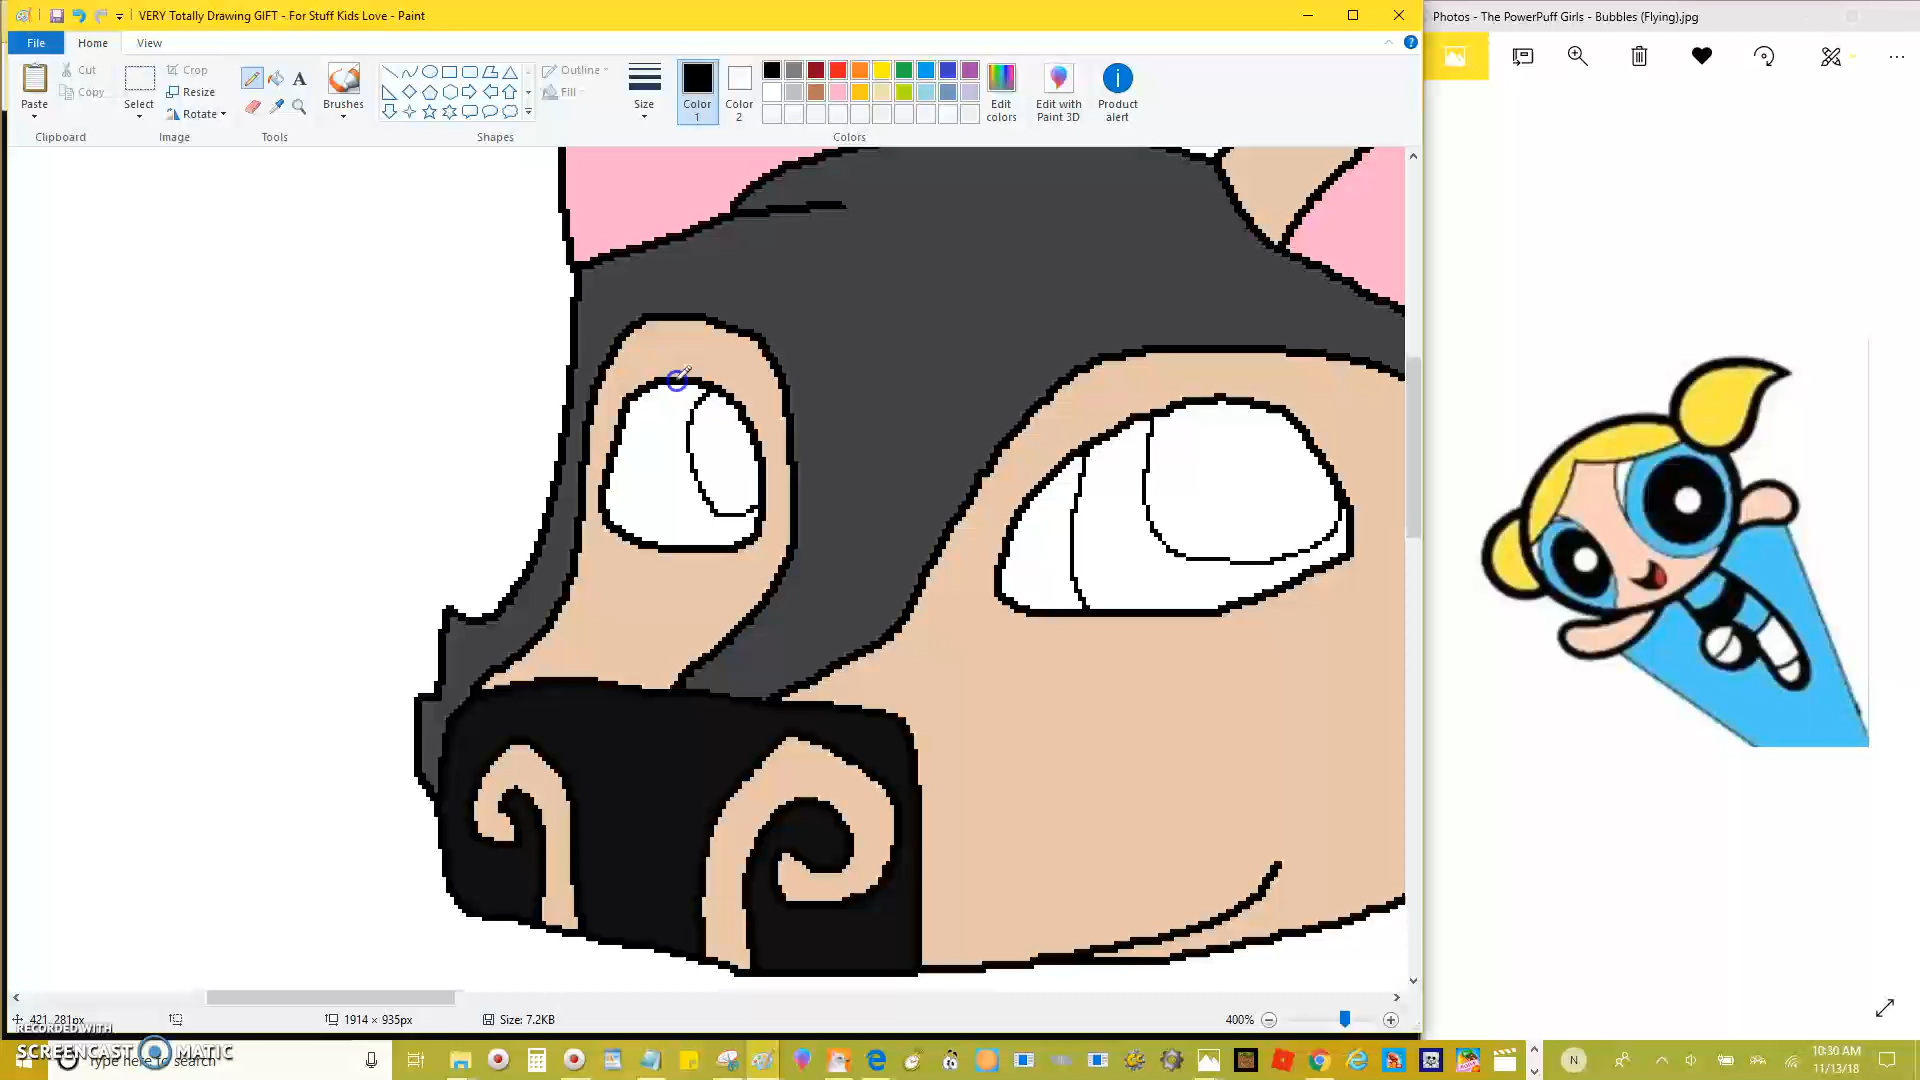 VERY Totally Drawing GIFT - For Stuff Kids Love - Paint
Photos - The PowerPuff Girls - Bubbles (Flying).jpg
File Home View
Paste
Cut
Copy
Clipboard
Select
Crop
Resize
Rotate
Image
A
Tools
Brushes
Outline
Fill
Shapes
Size
Color 1
Color 2
Colors
Edit colors
Edit with Paint 3D
Product alert
421, 281px
1914 × 935px
Size: 7.2KB
400%
RECORDED WITH
SCREENCAST MATIC
Type here to search
N
10:30 AM
11/13/18